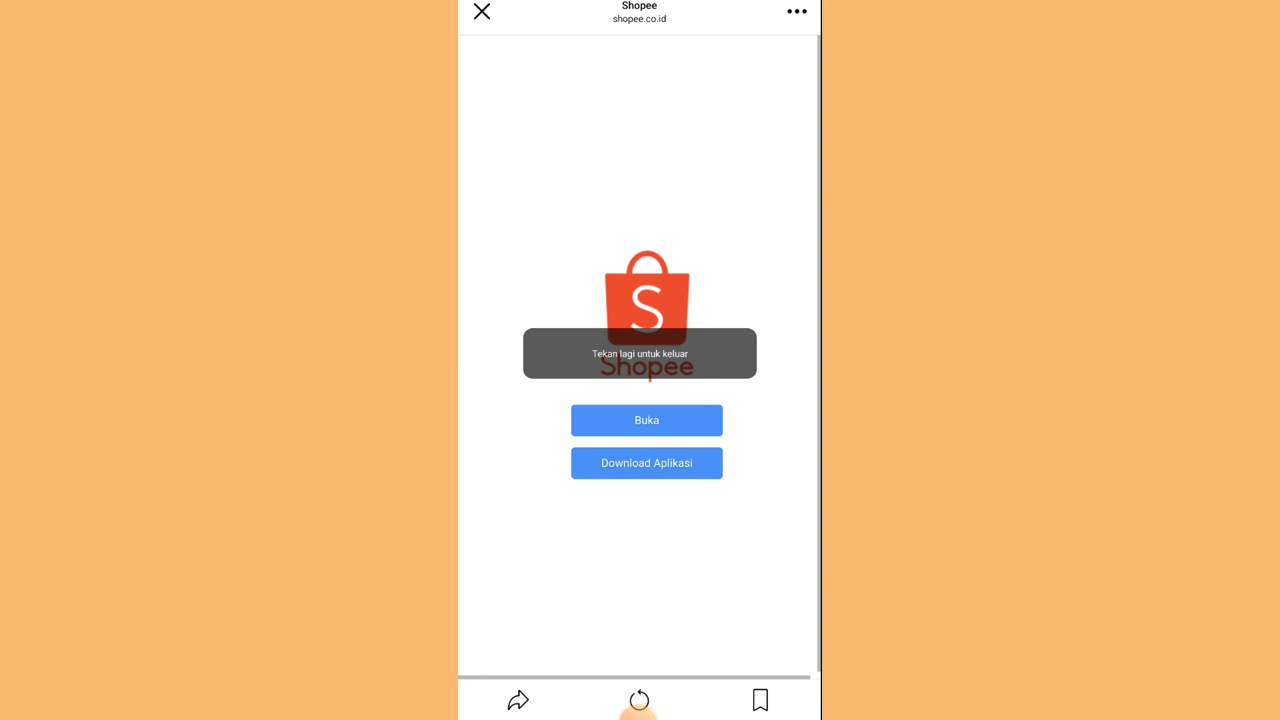 Shopee
shopee.co.id
S
Tekan lagi untuk keluar
Shopee
Buka
Download Aplikasi